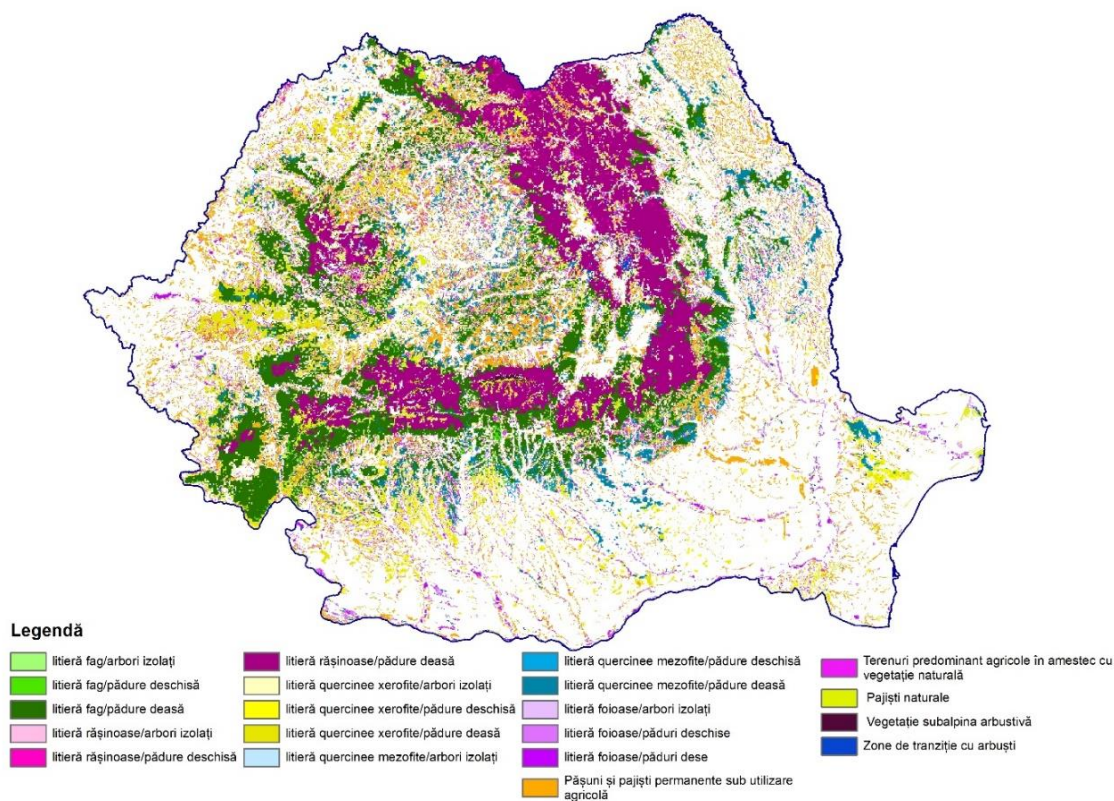 Legendă
litieră fag/arbori izolați
litieră fag/pădure deschisă
litieră fag/pădure deasă
litieră rășinoase/arbori izolați
litieră rășinoase/pădure deschisă
litieră rășinoase/pădure deasă
litieră quercinee xerofite/arbori izolați
litieră quercinee xerofite/pădure deschisă
litieră quercinee xerofite/pădure deasă
litieră quercinee mezofite/arbori izolați
litieră quercinee mezofite/pădure deschisă
litieră quercinee mezofite/pădure deasă
litieră foioase/arbori izolați
litieră foioase/păduri deschise
litieră foioase/păduri dese
Pășuni și pajiști permanente sub utilizare
agricolă
Terenuri predominant agricole în amestec cu
vegetație naturală
Pajiști naturale
Vegetație subalpina arbustivă
Zone de tranziție cu arbuști